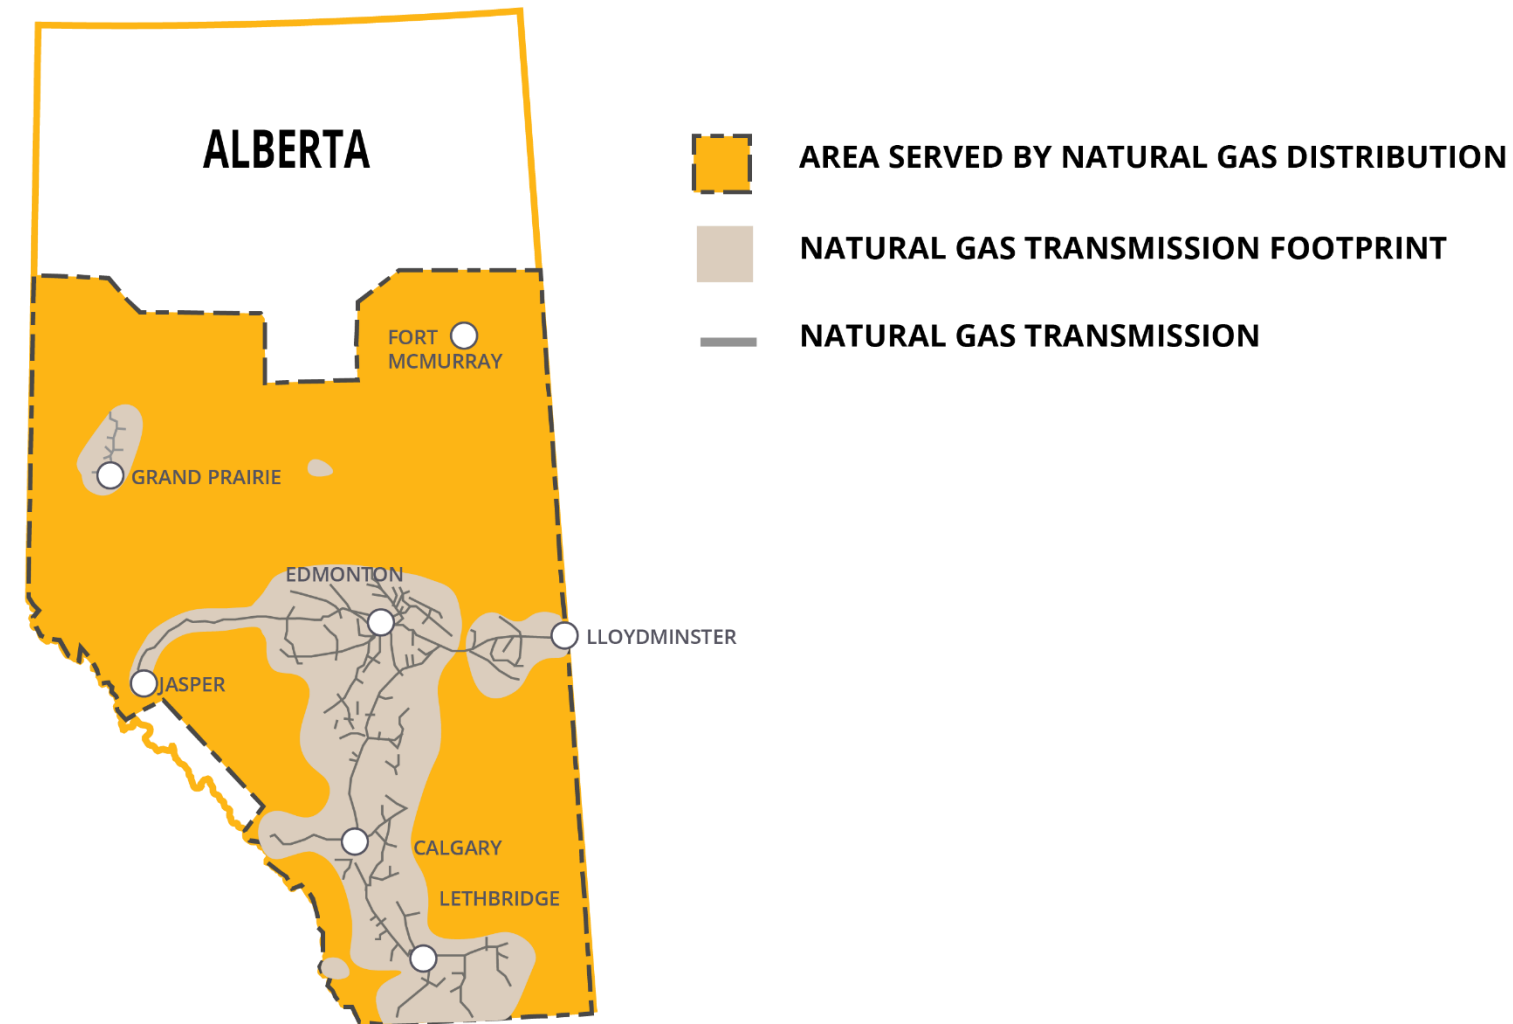 ALBERTA
AREA SERVED BY NATURAL GAS DISTRIBUTION
NATURAL GAS TRANSMISSION FOOTPRINT
NATURAL GAS TRANSMISSION
FORT
MCMURRAY
GRAND PRAIRIE
EDMONTON
LLOYDMINSTER
JASPER
CALGARY
LETHBRIDGE